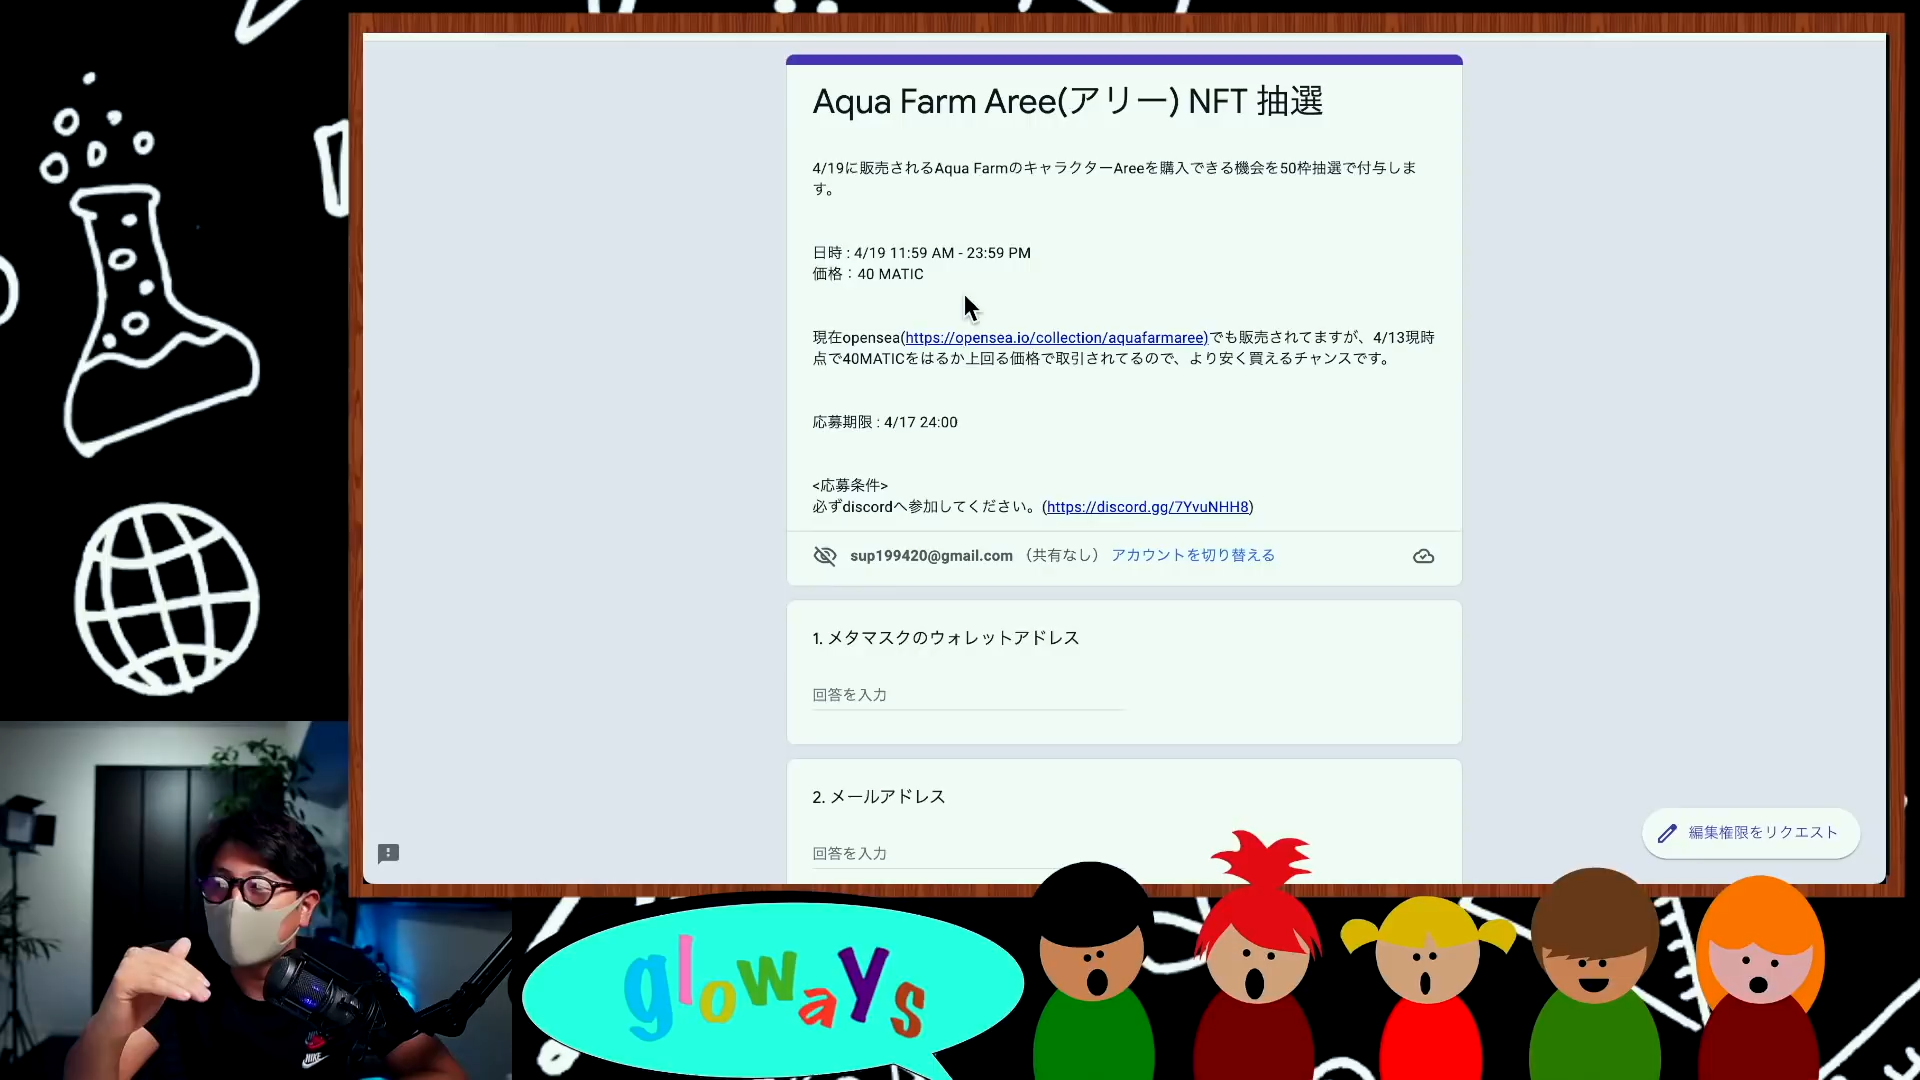 Aqua Farm Aree(アリー) NFT 抽選
4/19に販売されるAqua FarmのキャラクターAreeを購入できる機会を50枠抽選で付与しま
す。
日時 : 4/19 11:59 AM - 23:59 PM
価格：40 MATIC
現在opensea(https://opensea.io/collection/aquafarmaree)でも販売されてますが、4/13現時
点で40MATICをはるか上回る価格で取引されてるので、より安く買えるチャンスです。
応募期限 : 4/17 24:00
<応募条件>
必ずdiscordへ参加してください。(https://discord.gg/7YvuNHH8)
sup199420@gmail.com （共有なし） アカウントを切り替える
1. メタマスクのウォレットアドレス
回答を入力
2. メールアドレス
回答を入力
編集権限をリクエスト
gloways
NIKE